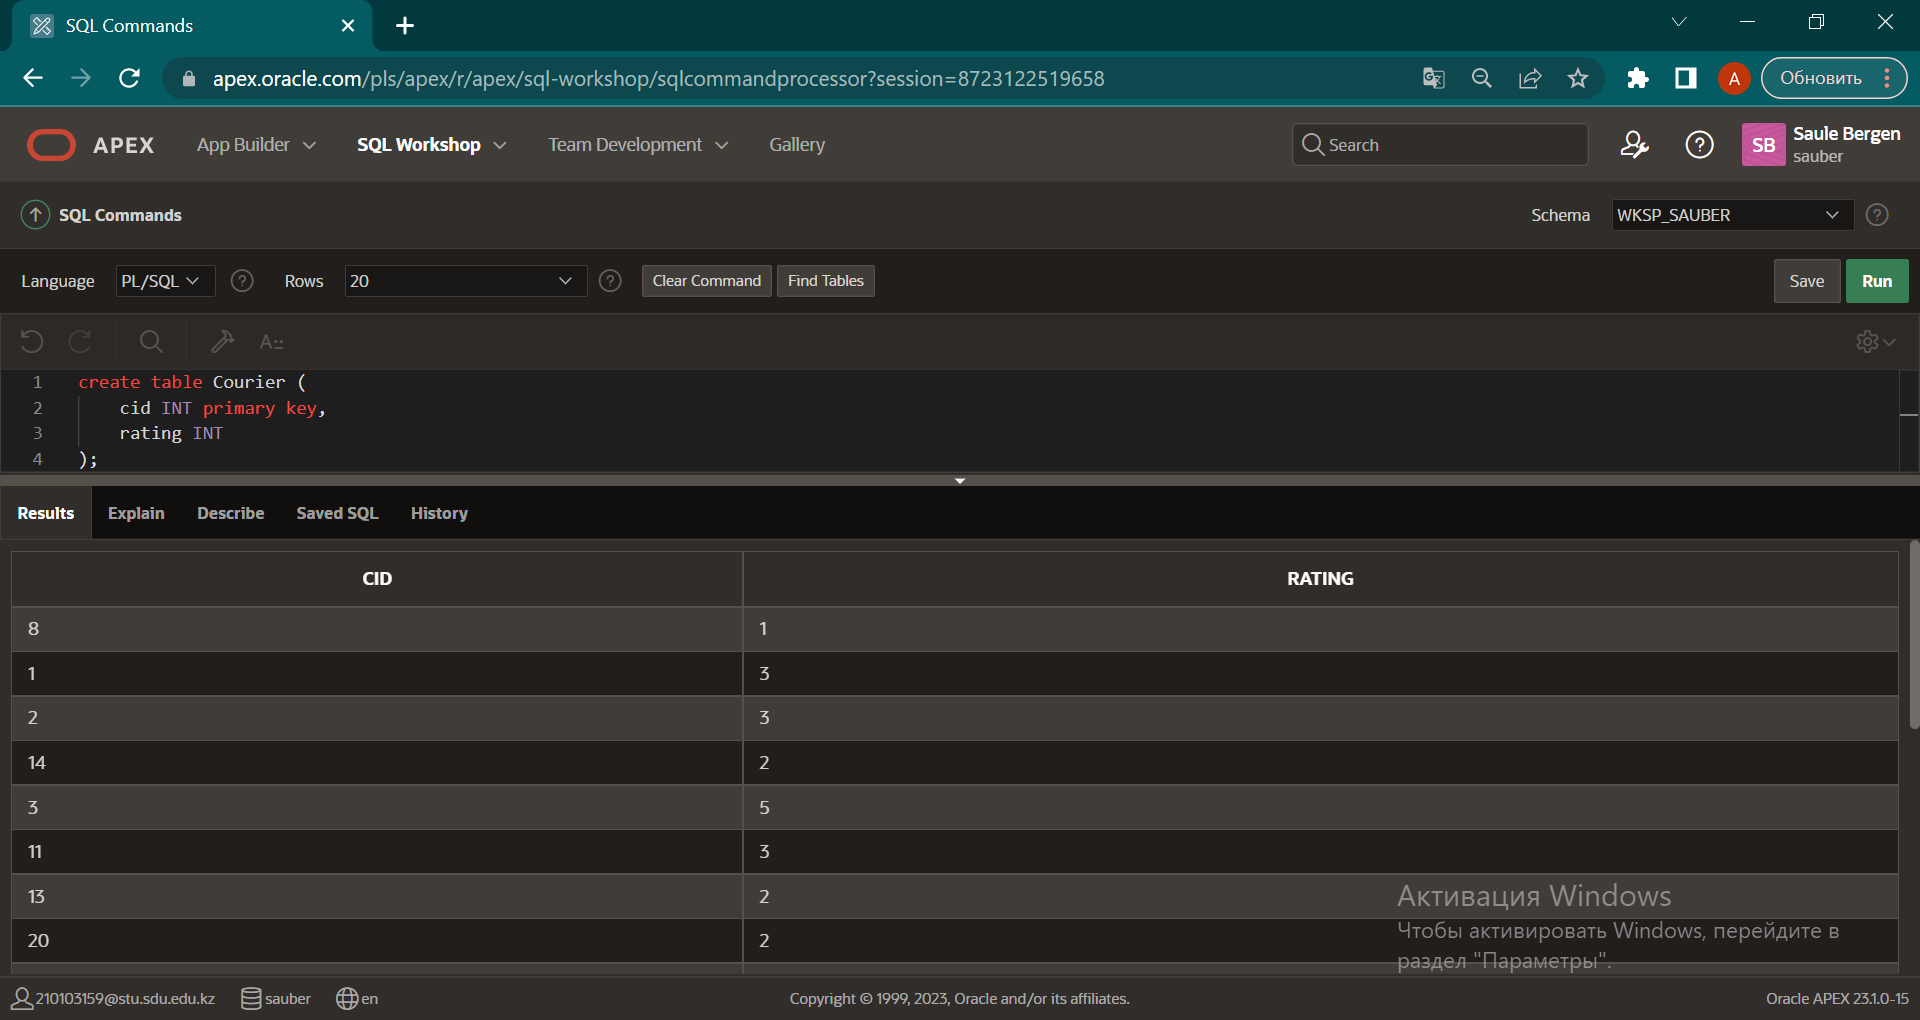 SQL Commands
apex.oracle.com/pls/apex/r/apex/sql-workshop/sqlcommandprocessor?session=8723122519658
A
Обновить
APEX
App Builder
SQL Workshop
Team Development
Gallery
Search
SB
Saule Bergen
sauber
SQL Commands
Schema
WKSP_SAUBER
Language
PL/SQL
Rows
20
Clear Command
Find Tables
Save
Run
1 create table Courier (
2 cid INT primary key,
3 rating INT
4 );
Results Explain Describe Saved SQL History
CID RATING
8 1
1 3
2 3
14 2
3 5
11 3
13 2
20 2
Активация Windows
Чтобы активировать Windows, перейдите в
раздел "Параметры".
210103159@stu.sdu.edu.kz
sauber
en
Copyright © 1999, 2023, Oracle and/or its affiliates.
Oracle APEX 23.1.0-15